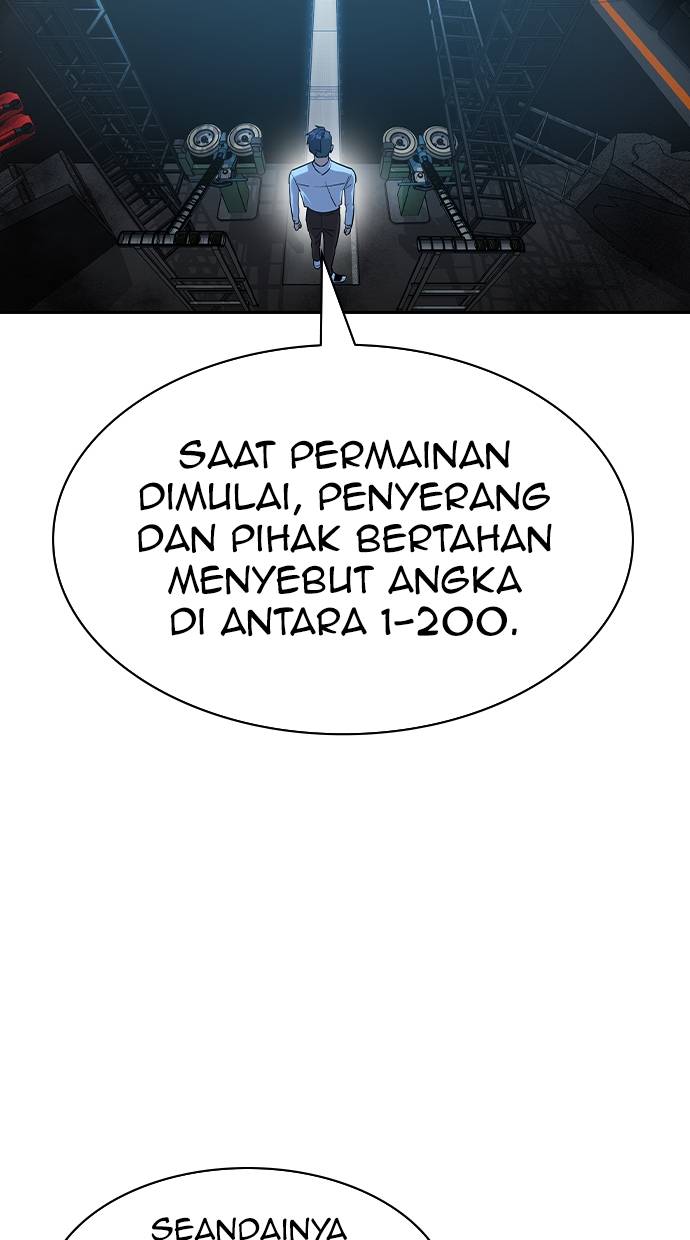 SAAT PERMAINAN
DIMULAI, PENYERANG
DAN PIHAK BERTAHAN
MENYEBUT ANGKA
DI ANTARA 1-200.
SEANDAINYA